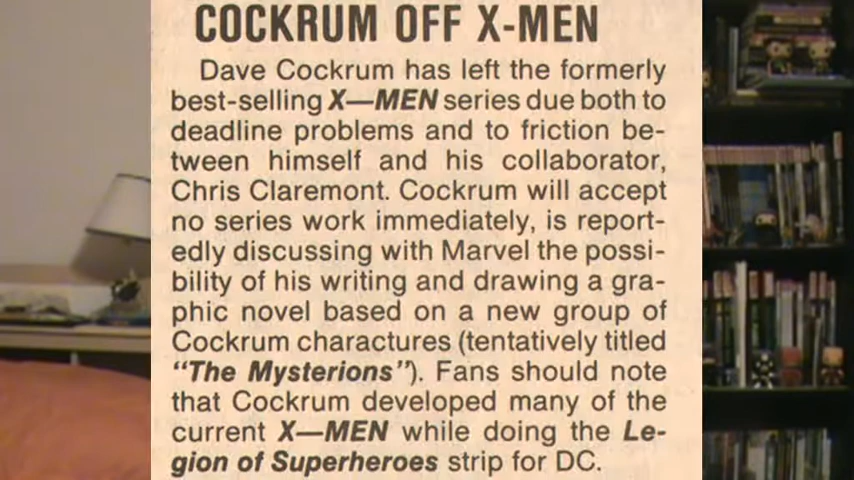 COCKRUM OFF X-MEN
Dave Cockrum has left the formerly
best-selling X—MEN series due both to
deadline problems and to friction be-
tween himself and his collaborator,
Chris Claremont. Cockrum will accept
no series work immediately, is report-
edly discussing with Marvel the possi-
bility of his writing and drawing a gra-
phic novel based on a new group of
Cockrum charactures (tentatively titled
"The Mysterions"). Fans should note
that Cockrum developed many of the
current X—MEN while doing the Le-
gion of Superheroes strip for DC.